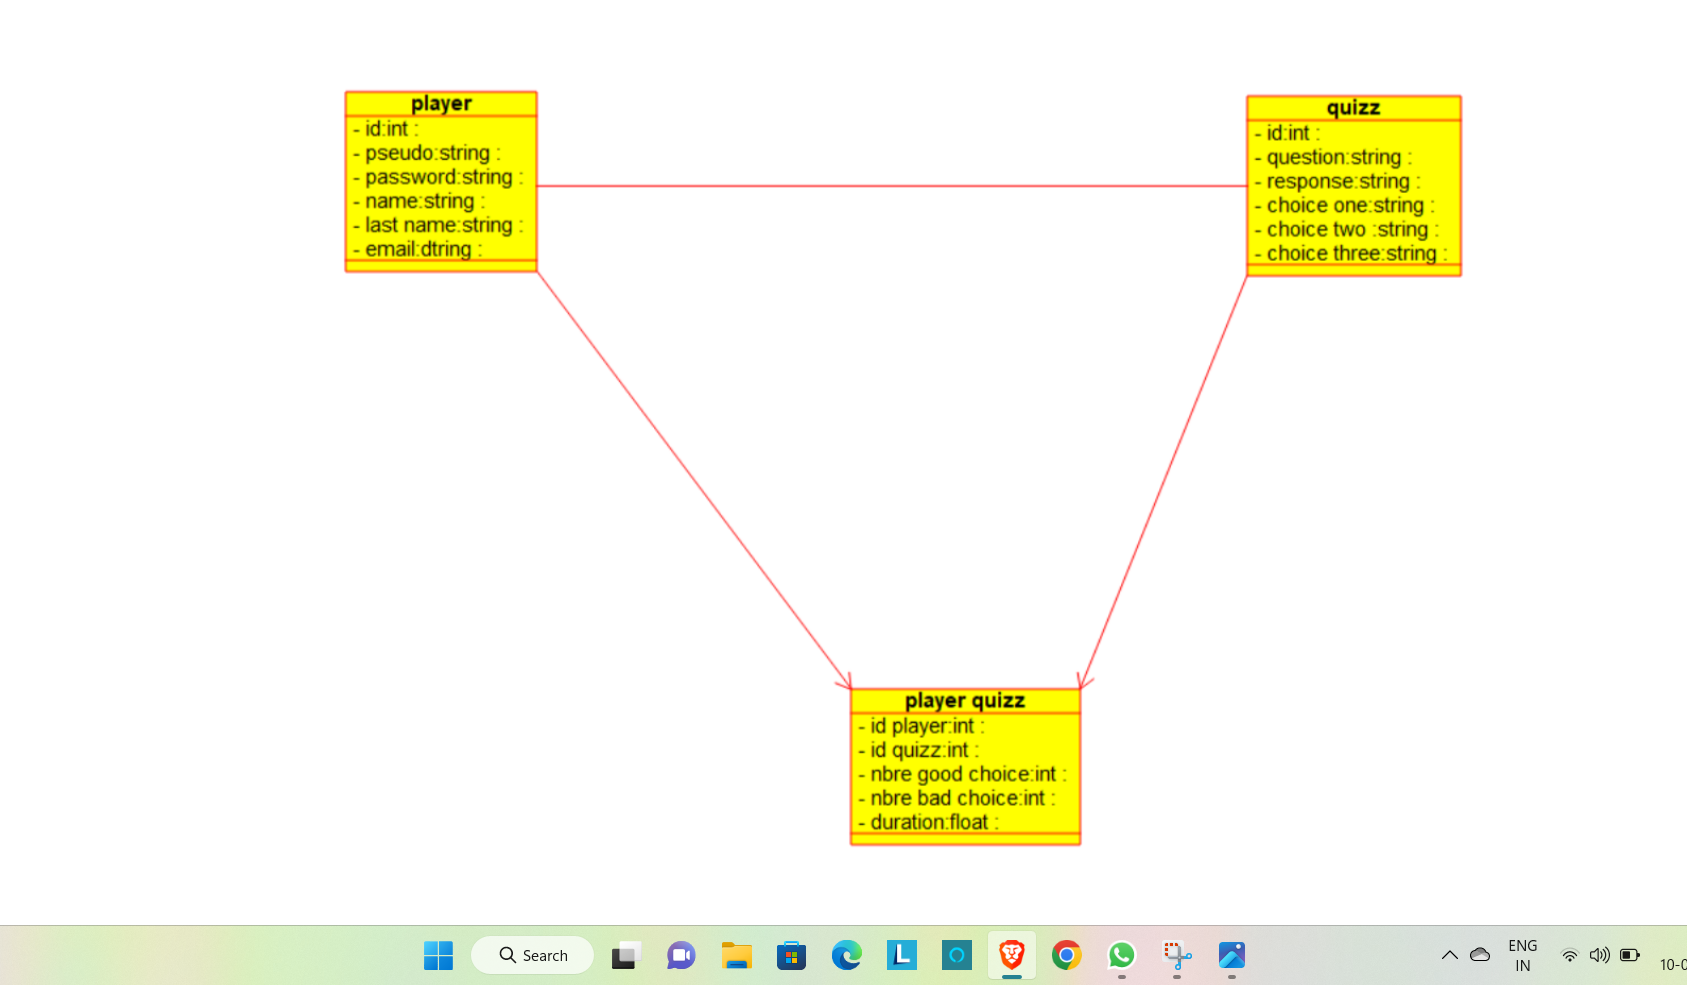 player
- id:int :
- pseudo:string :
- password:string :
- name:string :
- last name:string :
- email:dtring :
quizz
- id:int :
- question:string :
- response:string :
- choice one:string :
- choice two :string :
- choice three:string :
player quizz
- id player:int :
- id quizz:int :
- nbre good choice:int :
- nbre bad choice:int :
- duration:float :
Search
L
ENG
IN
10-0